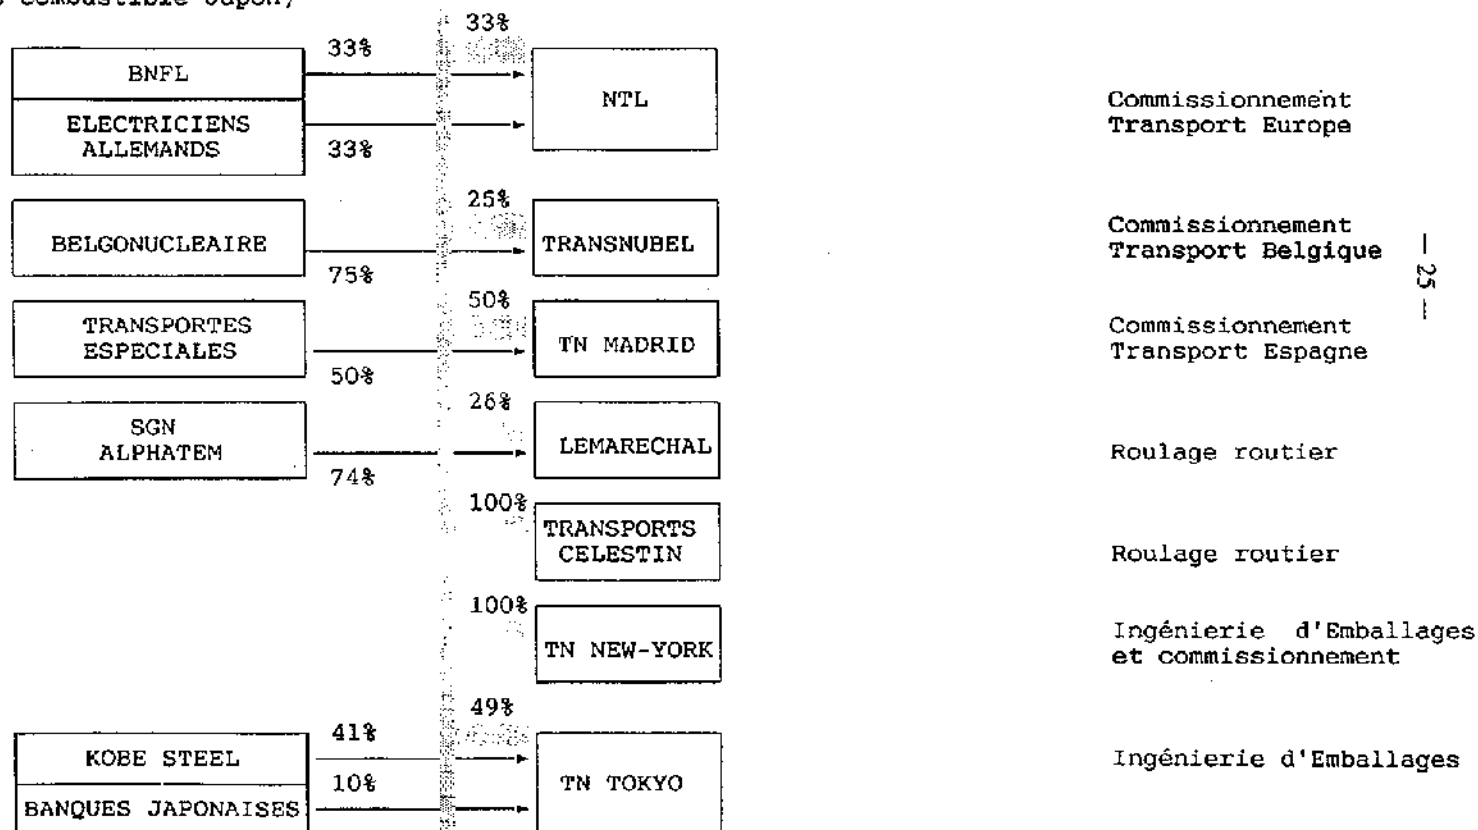 combustible Japon)
33%
33%
BNFL
NTL
ELECTRICIENS
ALLEMANDS
33%
Commissionnement
Transport Europe
25%
BELGONUCLEAIRE
TRANSNUBEL
75%
Commissionnement
Transport Belgique
— 25 —
50%
TRANSPORTES
ESPECIALES
TN MADRID
50%
Commissionnement
Transport Espagne
26%
SGN
ALPHATEM
LEMARECHAL
74%
Roulage routier
100%
TRANSPORTS
CELESTIN
Roulage routier
100%
TN NEW-YORK
Ingénierie d'Emballages
et commissionnement
49%
41%
KOBE STEEL
10%
BANQUES JAPONAISES
TN TOKYO
Ingénierie d'Emballages